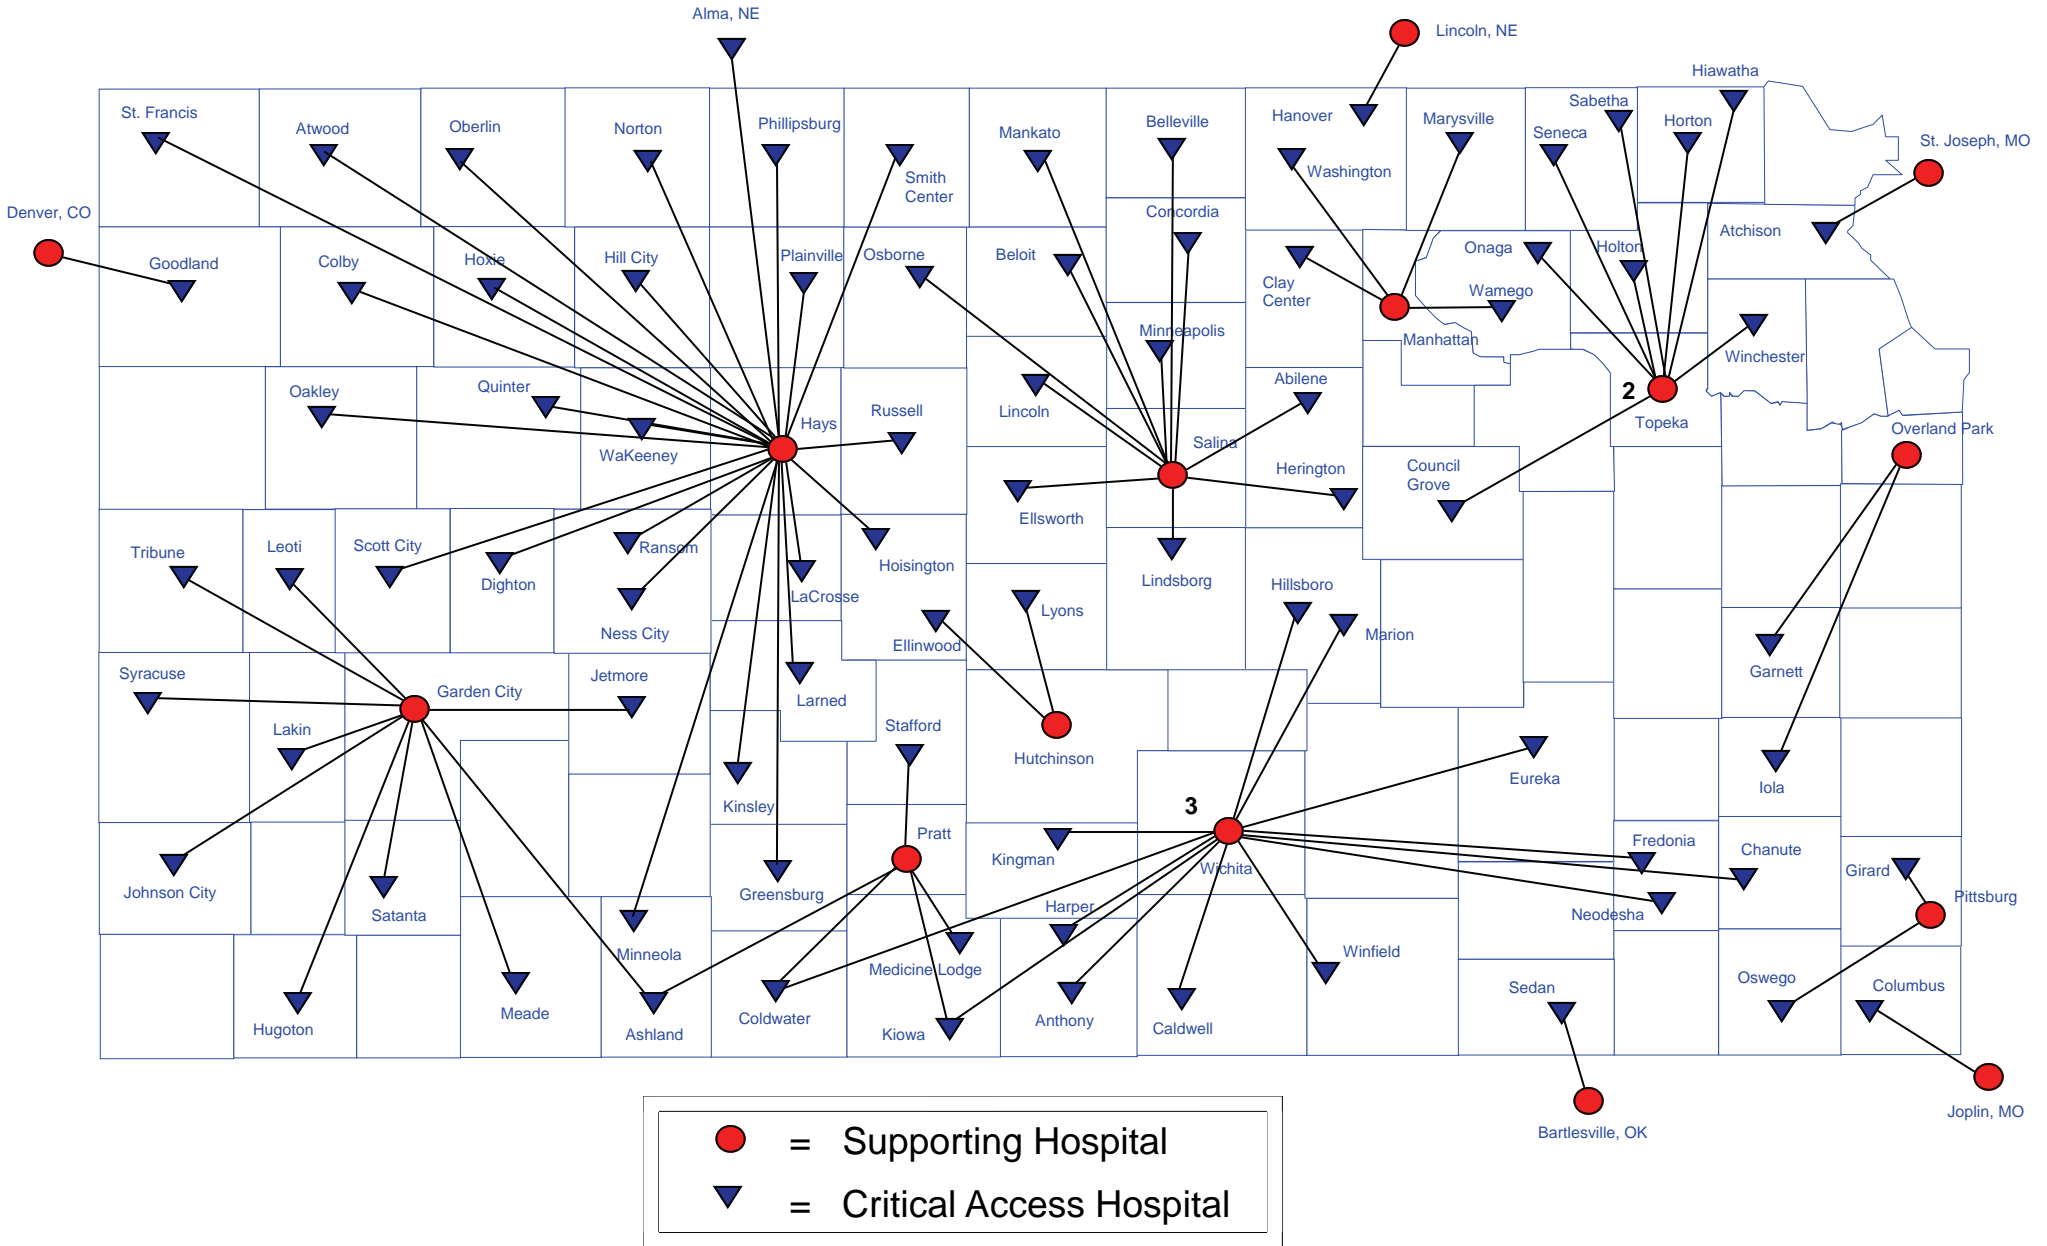 Alma, NE
Lincoln, NE
Hiawatha
St. Francis
Atwood
Oberlin
Norton
Phillipsburg
Smith
Center
Mankato
Belleville
Hanover
Washington
Marysville
Seneca
Sabetha
Horton
St. Joseph, MO
Denver, CO
Goodland
Colby
Hoxie
Hill City
Plainville
Osborne
Beloit
Concordia
Clay
Center
Onaga
Holton
Atchison
Wamego
Manhattan
Minneapolis
Winchester
Oakley
Quinter
WaKeeney
Hays
Russell
Lincoln
Salina
Abilene
2
Topeka
Overland Park
Herington
Council
Grove
Ellsworth
Tribune
Leoti
Scott City
Dighton
Ransom
Ness City
LaCrosse
Hoisington
Ellinwood
Lyons
Lindsborg
Hillsboro
Marion
Garnett
Syracuse
Lakin
Garden City
Jetmore
Larned
Stafford
Hutchinson
Eureka
Iola
Kinsley
3
Pratt
Kingman
Wichita
Fredonia
Chanute
Girard
Pittsburg
Johnson City
Satanta
Greensburg
Harper
Neodesha
Minneola
Medicine Lodge
Winfield
Sedan
Oswego
Columbus
Hugoton
Meade
Ashland
Coldwater
Kiowa
Anthony
Caldwell
Bartlesville, OK
Joplin, MO
= Supporting Hospital
= Critical Access Hospital